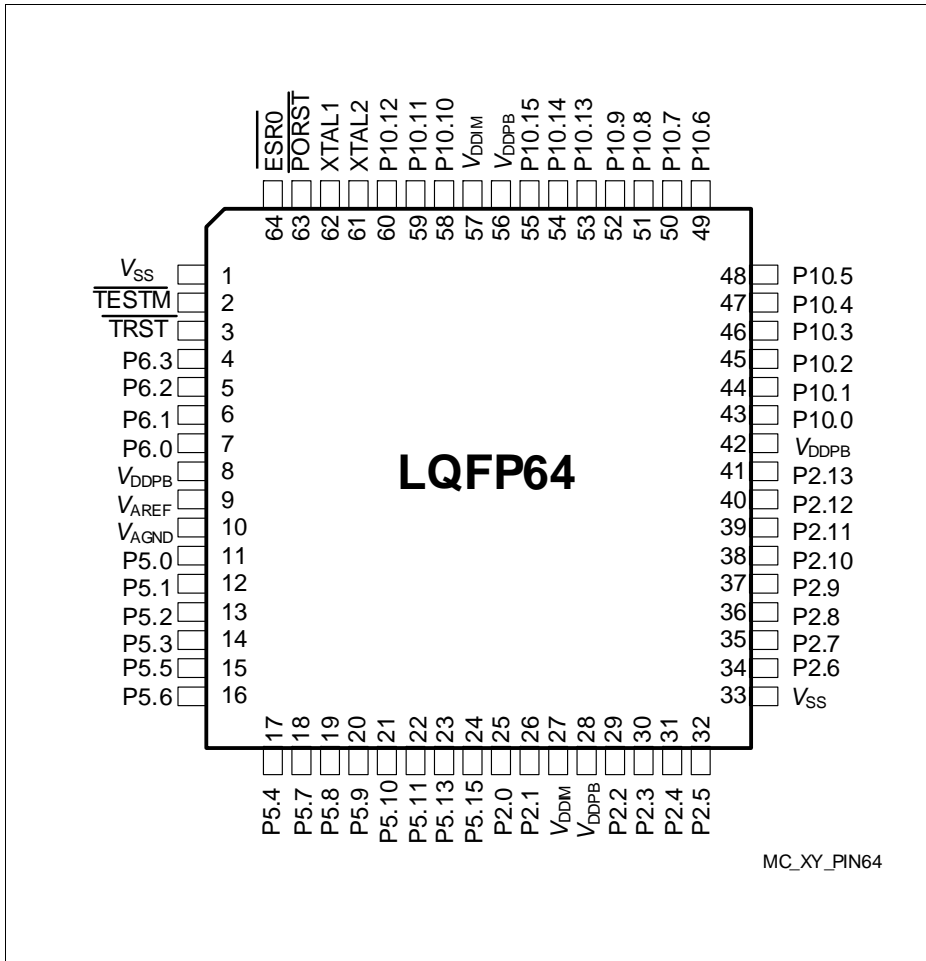 ESR0
PORST
XTAL1
XTAL2
P10.12
P10.11
P10.10
VDDIM
VDDPB
P10.15
P10.14
P10.13
P10.9
P10.8
P10.7
P10.6
64
63
62
61
60
59
58
57
56
55
54
53
52
51
50
49
VSS 1
TESTM 2
TRST 3
P6.3 4
P6.2 5
P6.1 6
P6.0 7
VDDPB 8
VAREF 9
VAGND 10
P5.0 11
P5.1 12
P5.2 13
P5.3 14
P5.5 15
P5.6 16
LQFP64
48 P10.5
47 P10.4
46 P10.3
45 P10.2
44 P10.1
43 P10.0
42 VDDPB
41 P2.13
40 P2.12
39 P2.11
38 P2.10
37 P2.9
36 P2.8
35 P2.7
34 P2.6
33 VSS
17
18
19
20
21
22
23
24
25
26
27
28
29
30
31
32
P5.4
P5.7
P5.8
P5.9
P5.10
P5.11
P5.13
P5.15
P2.0
P2.1
VDDIM
VDDPB
P2.2
P2.3
P2.4
P2.5
MC_XY_PIN64